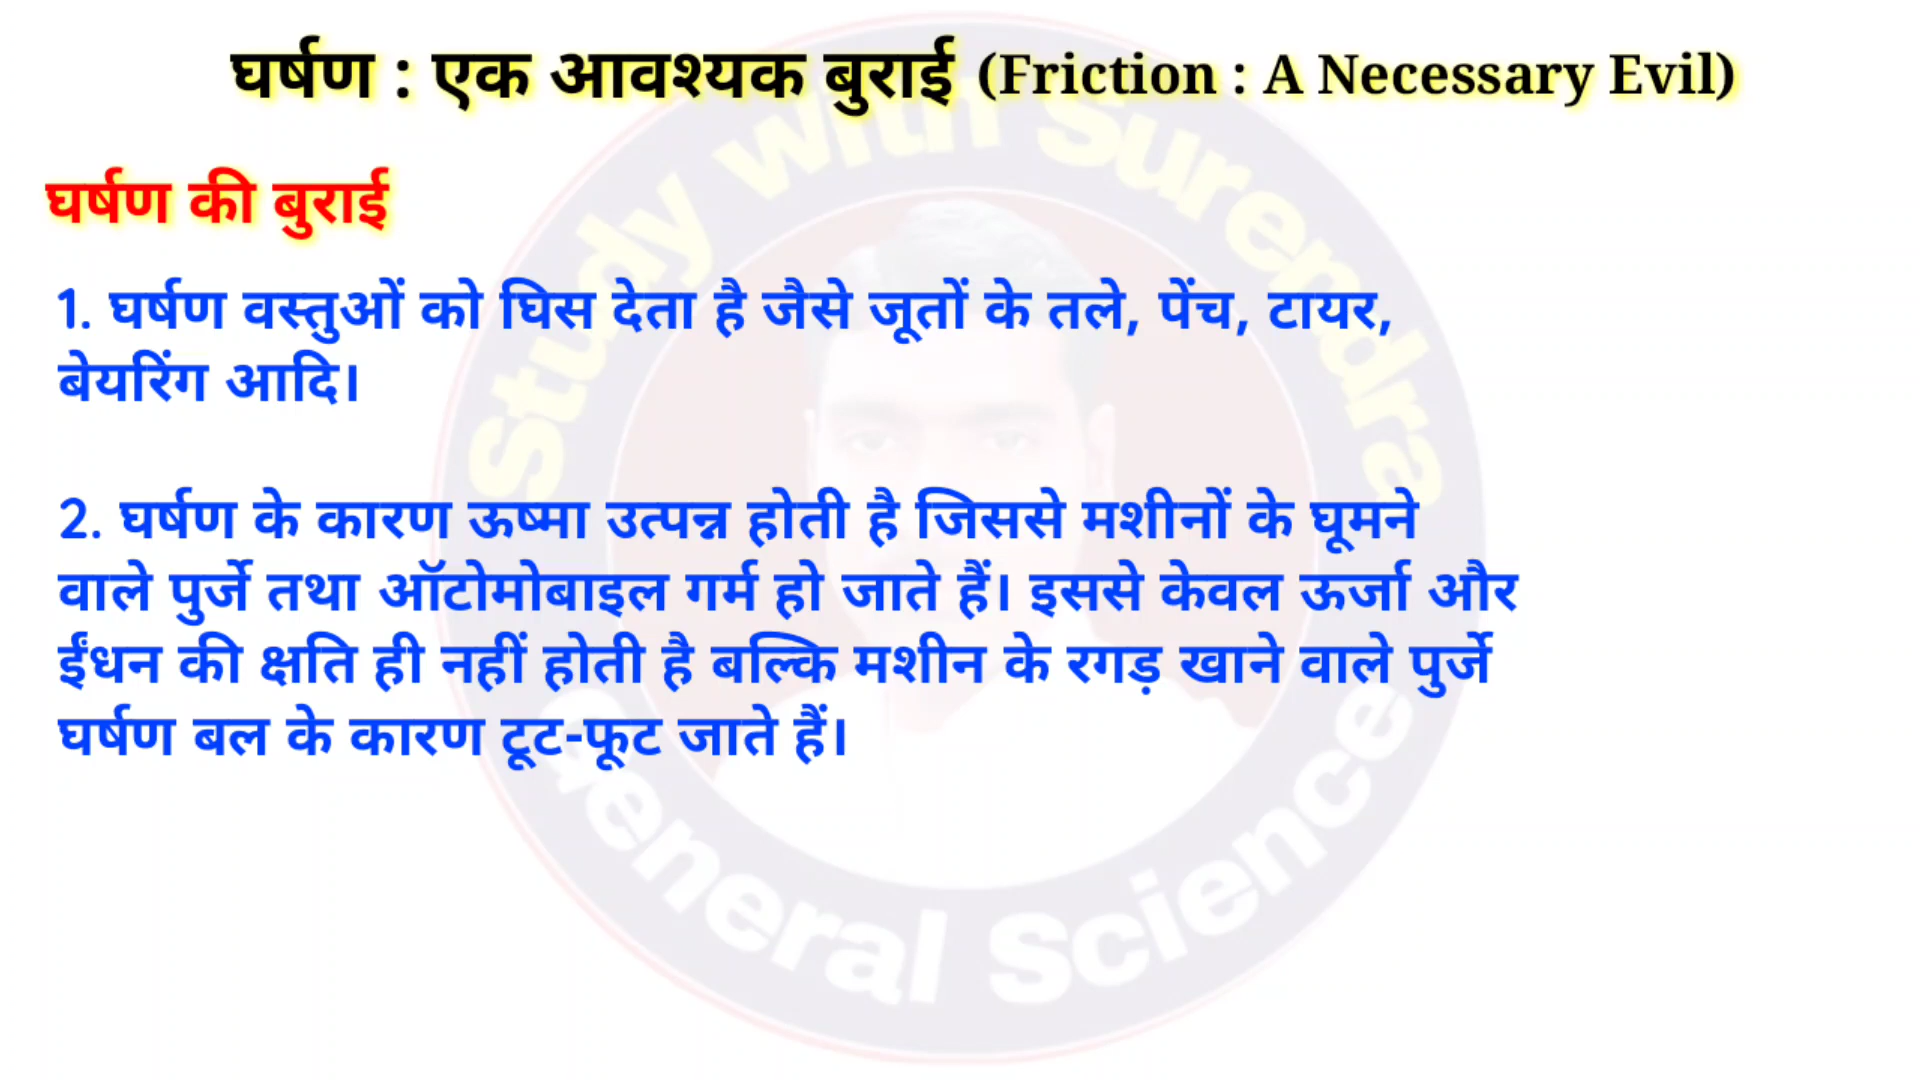 घर्षण : एक आवश्यक बुराई (Friction : A Necessary Evil)
घर्षण की बुराई
1. घर्षण वस्तुओं को घिस देता है जैसे जूतों के तले, पेंच, टायर,
बेयरिंग आदि।
2. घर्षण के कारण ऊष्मा उत्पन्न होती है जिससे मशीनों के घूमने
वाले पुर्जे तथा ऑटोमोबाइल गर्म हो जाते हैं। इससे केवल ऊर्जा और
ईंधन की क्षति ही नहीं होती है बल्कि मशीन के रगड़ खाने वाले पुर्जे
घर्षण बल के कारण टूट-फूट जाते हैं।
Study with Surendra
General Science